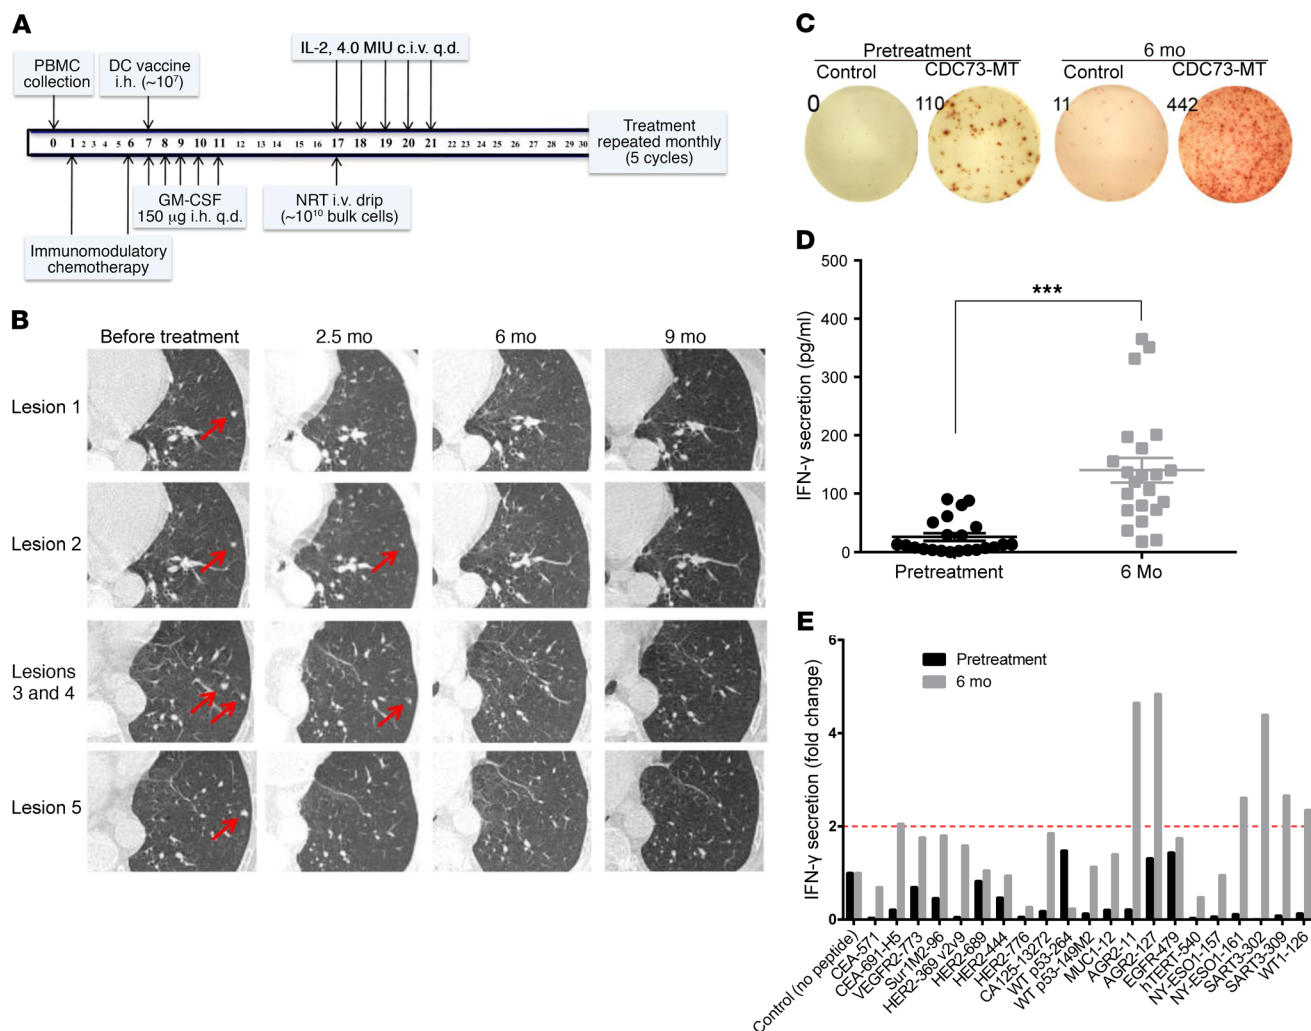 A
PBMC
collection
DC vaccine
i.h. (~10⁷)
IL-2, 4.0 MIU c.i.v. q.d.
0 1 2 3 4 5 6 7 8 9 10 11 12 13 14 15 16 17 18 19 20 21 22 23 24 25 26 27 28 29 30
Treatment
repeated monthly
(5 cycles)
GM-CSF
150 μg i.h. q.d.
NRT i.v. drip
(~10¹⁰ bulk cells)
Immunomodulatory
chemotherapy
B
Before treatment 2.5 mo 6 mo 9 mo
Lesion 1
Lesion 2
Lesions
3 and 4
Lesion 5
C
Pretreatment 6 mo
Control CDC73-MT Control CDC73-MT
0 110 11 442
D
500
400
300
200
100
0
IFN-γ secretion (pg/ml)
***
Pretreatment 6 Mo
E
6
4
2
0
IFN-γ secretion (fold change)
Pretreatment
6 mo
Control (no peptide)
CEA-571
CEA-691-H5
VEGFR2-773
Sur1M2-96
HER2-369 v2v9
HER2-689
HER2-444
HER2-776
CA125-13272
WT p53-264
WT p53-149M2
MUC1-12
AGR2-11
AGR2-127
EGFR-479
hTERT-540
NY-ESO1-157
NY-ESO1-161
SART3-302
SART3-309
WT1-126